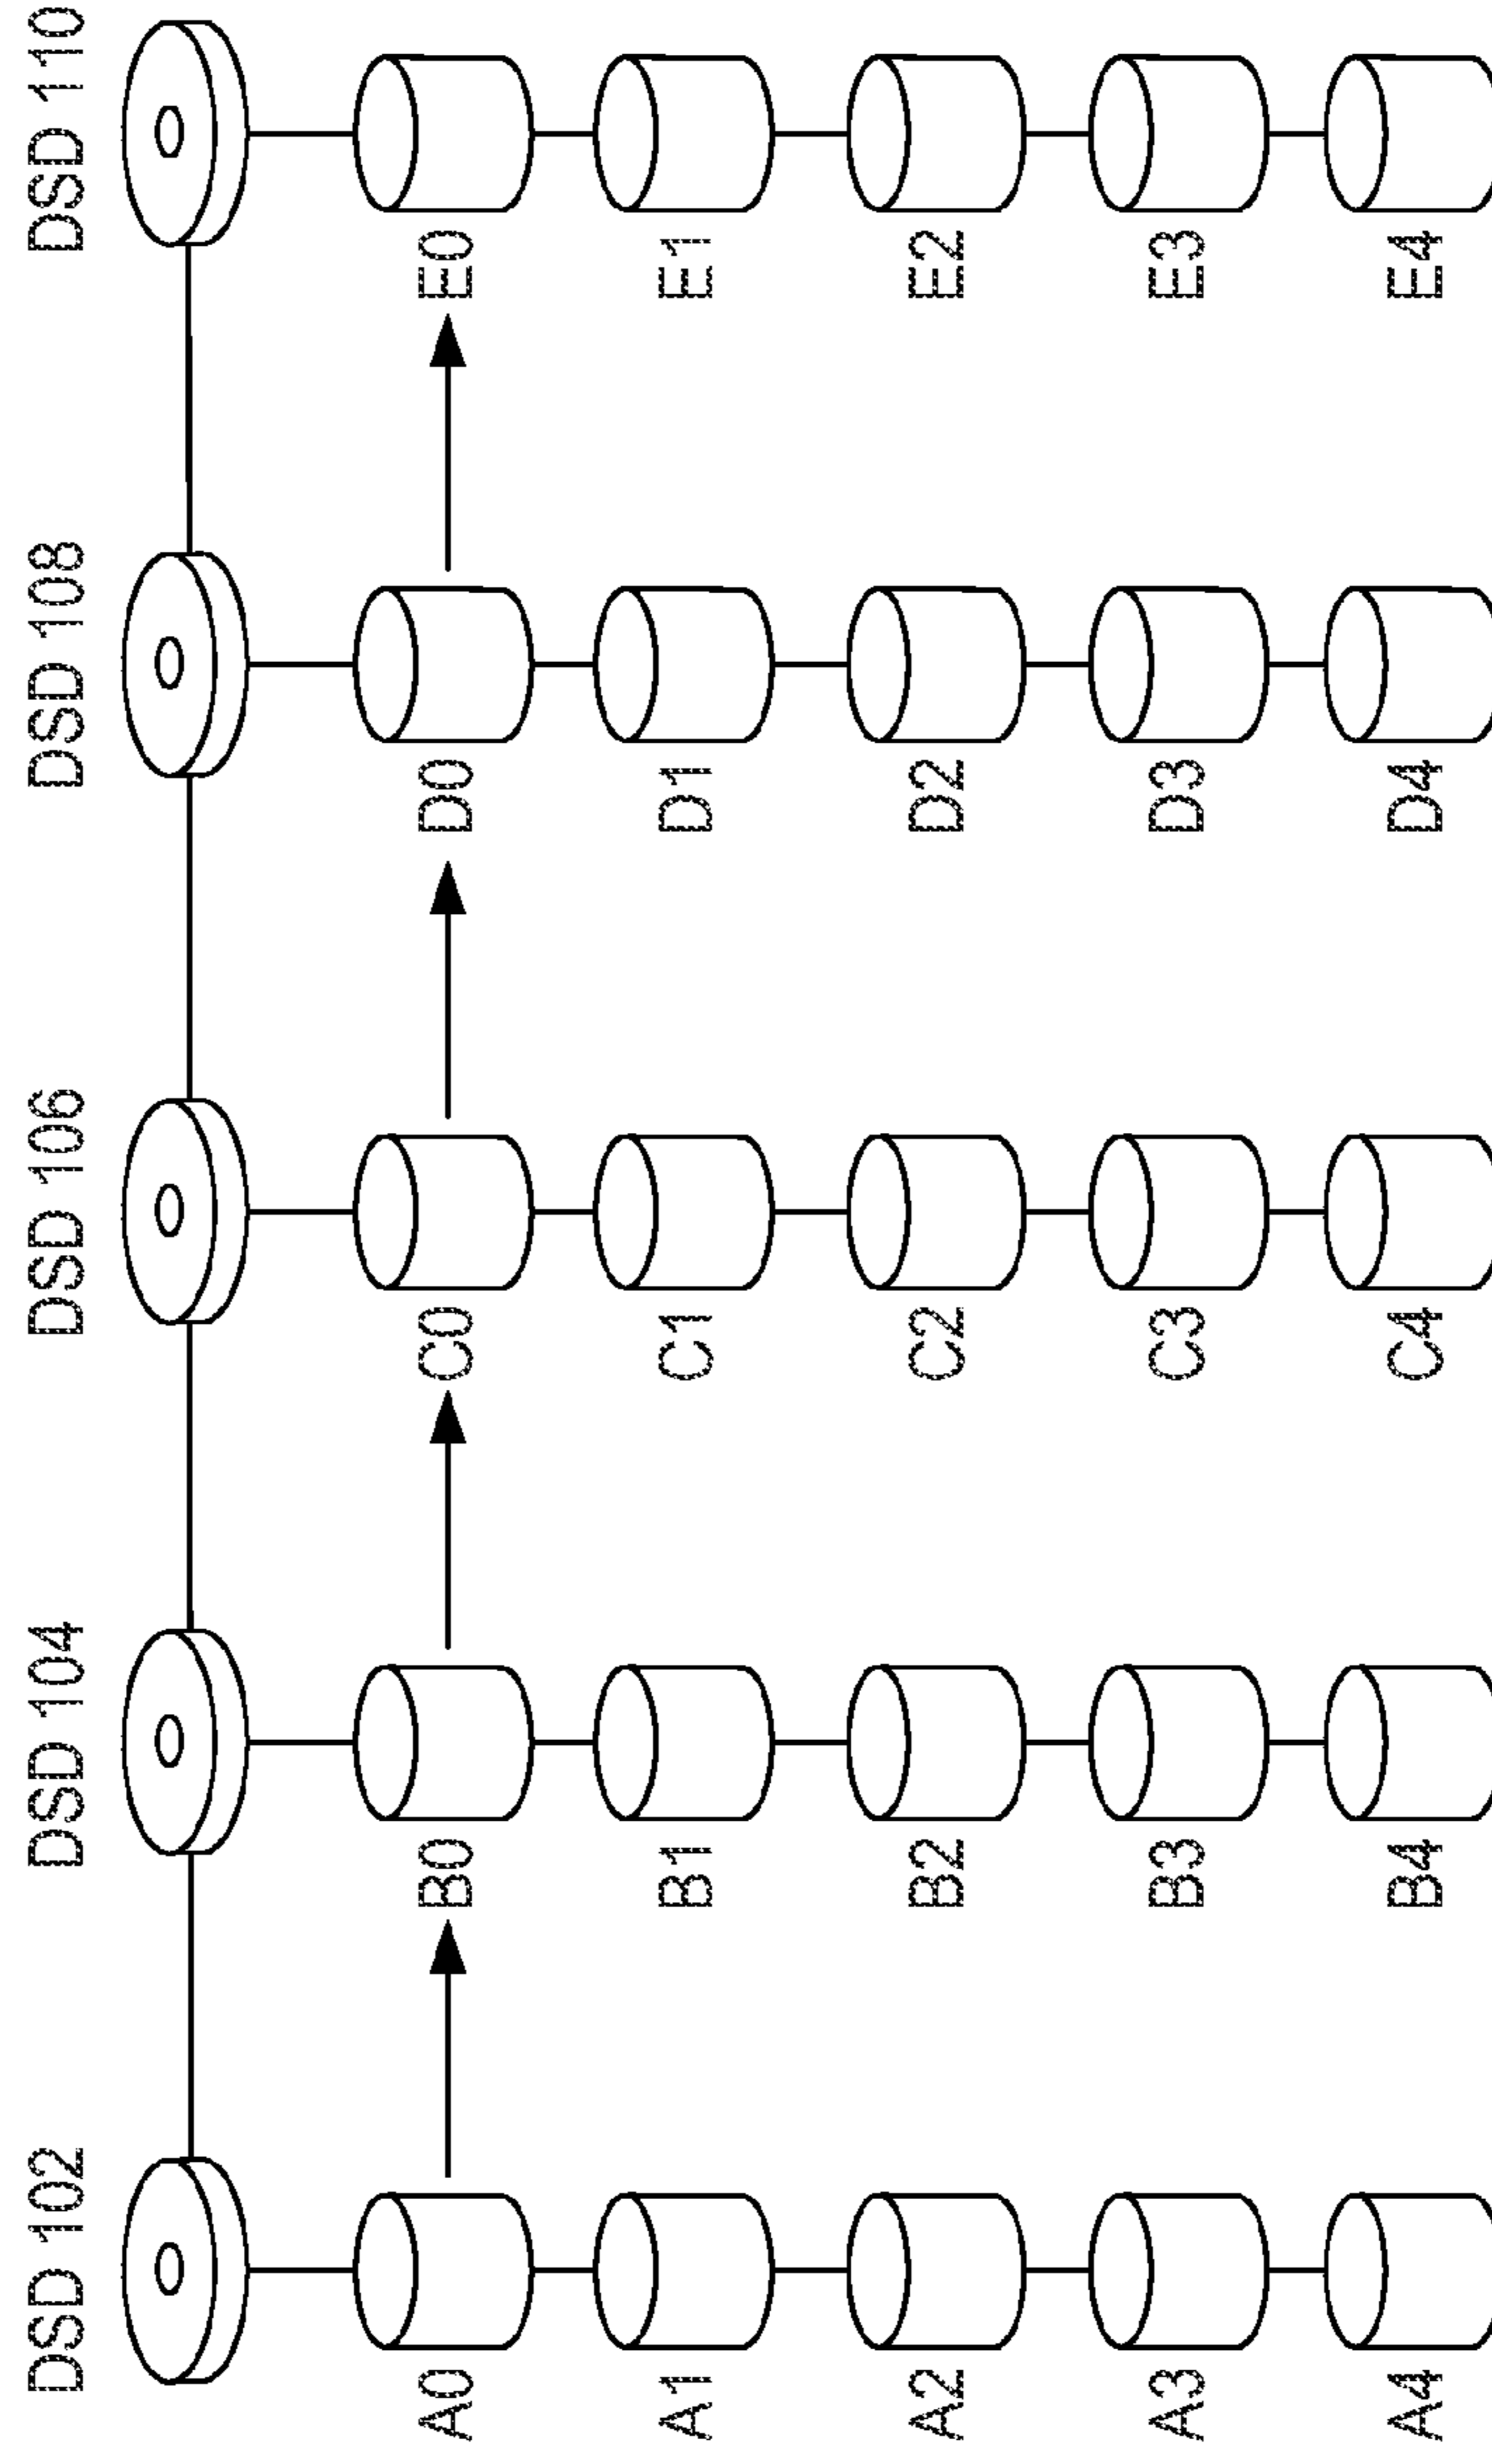 DSD 102
DSD 104
DSD 106
DSD 108
DSD 110
A0
B0
C0
D0
E0
A1
B1
C1
D1
E1
A2
B2
C2
D2
E2
A3
B3
C3
D3
E3
A4
B4
C4
D4
E4